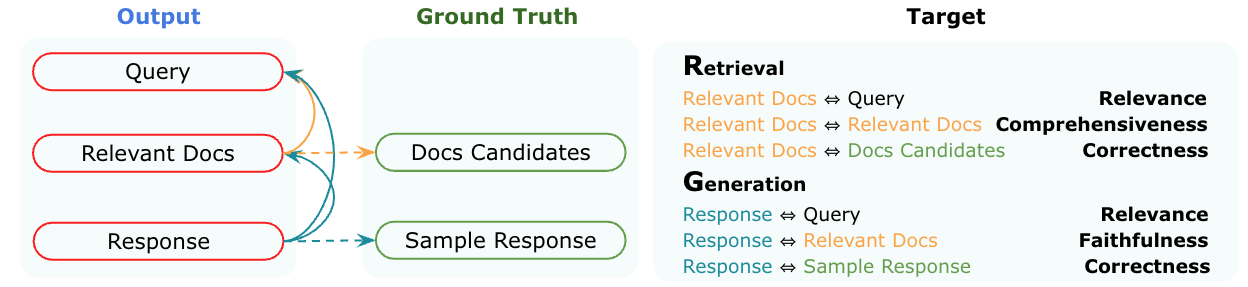 Output
Ground Truth
Target
Query
Relevant Docs
Response
Docs Candidates
Sample Response
Retrieval
Relevant Docs ⇔ Query Relevance
Relevant Docs ⇔ Relevant Docs Comprehensiveness
Relevant Docs ⇔ Docs Candidates Correctness
Generation
Response ⇔ Query Relevance
Response ⇔ Relevant Docs Faithfulness
Response ⇔ Sample Response Correctness